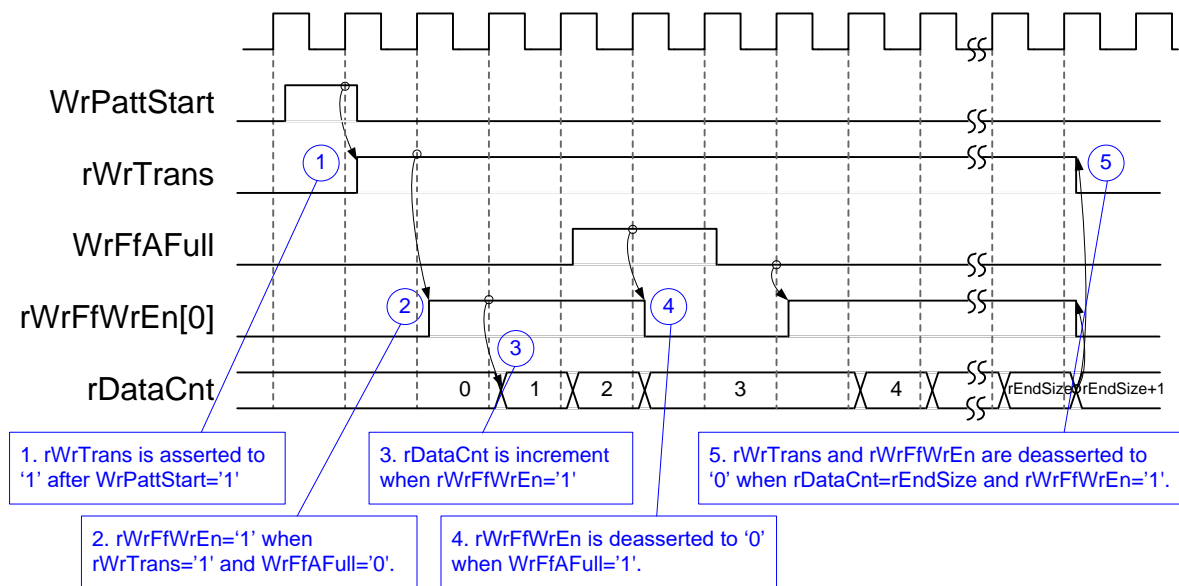 WrPattStart
rWrTrans
1
5
WrFfAFull
rWrFfWrEn[0]
2
4
3
rDataCnt
0
1
2
3
4
rEndSize
rEndSize+1
1. rWrTrans is asserted to
‘1’ after WrPattStart=’1’
3. rDataCnt is increment
when rWrFfWrEn=’1’
5. rWrTrans and rWrFfWrEn are deasserted to
‘0’ when rDataCnt=rEndSize and rWrFfWrEn=’1’.
2. rWrFfWrEn=‘1’ when
rWrTrans=’1’ and WrFfAFull=’0’.
4. rWrFfWrEn is deasserted to ‘0’
when WrFfAFull=’1’.